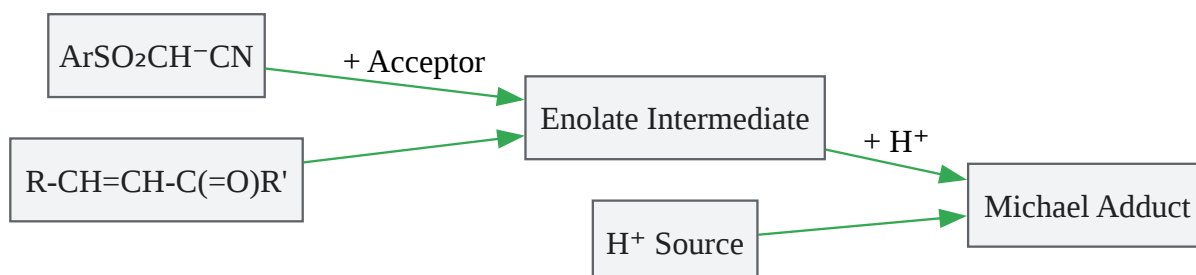 ArSO₂CH⁻CN
+ Acceptor
R-CH=CH-C(=O)R'
Enolate Intermediate
+ H⁺
H⁺ Source
Michael Adduct